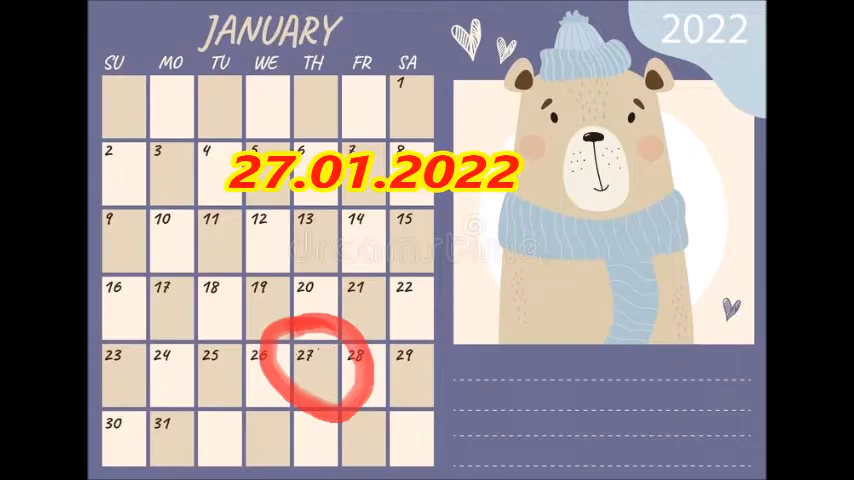 JANUARY
2022
SU MO TU WE TH FR SA
1
2 3 4 5 6 7 8
27.01.2022
9 10 11 12 13 14 15
dreamstime
16 17 18 19 20 21 22
23 24 25 26 27 28 29
30 31